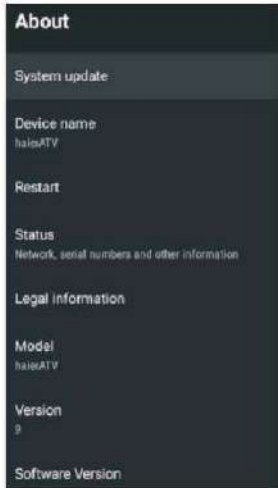 About
System update
Device name
haierATV
Restart
Status
Network, serial numbers and other information
Legal information
Model
haierATV
Version
9
Software Version